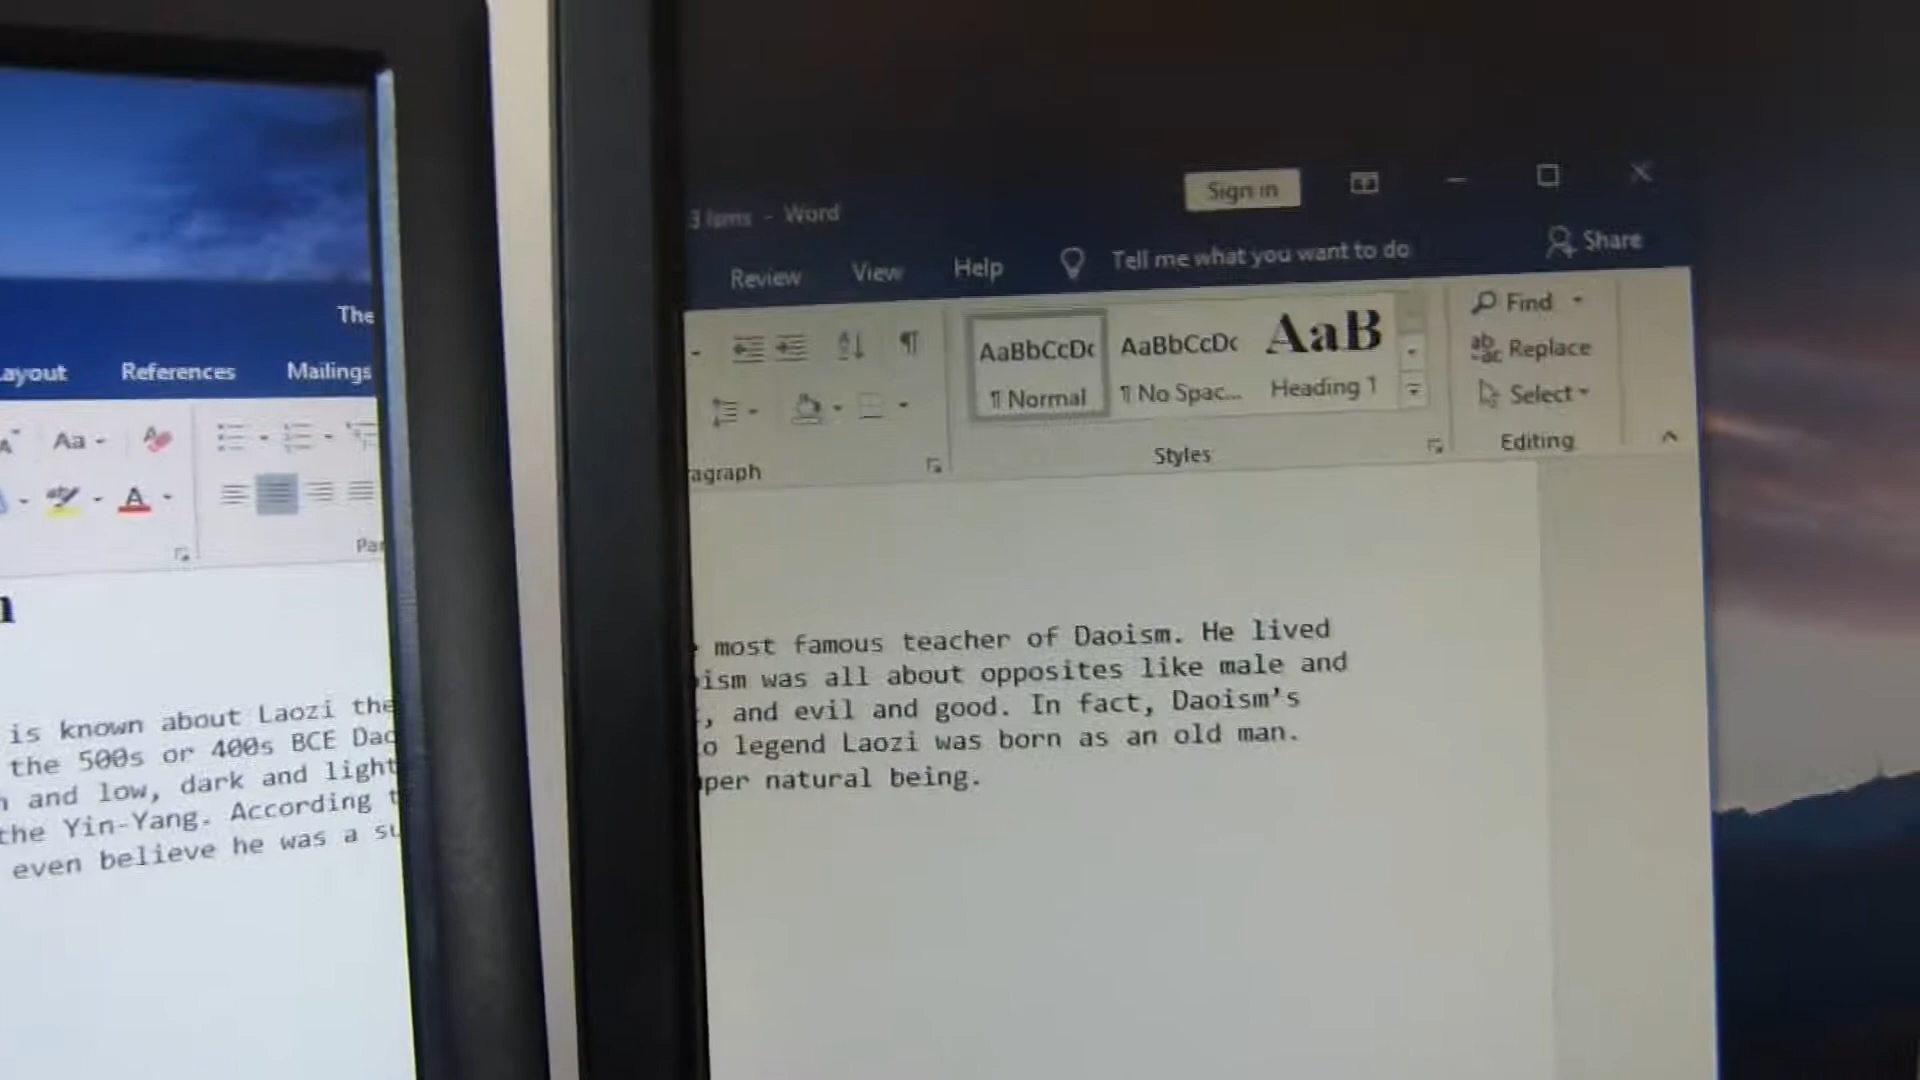 The
Layout References Mailings
Aa
A
is known about Laozi the
the 500s or 400s BCE Dao
and low, dark and light
the Yin-Yang. According t
even believe he was a su
- Word
Sign in
Review View Help Tell me what you want to do Share
AaBbCcDc AaBbCcDc AaB
¶ Normal ¶ No Spac... Heading 1
Find
Replace
Select
agraph Styles Editing
most famous teacher of Daoism. He lived
ism was all about opposites like male and
, and evil and good. In fact, Daoism’s
o legend Laozi was born as an old man.
per natural being.